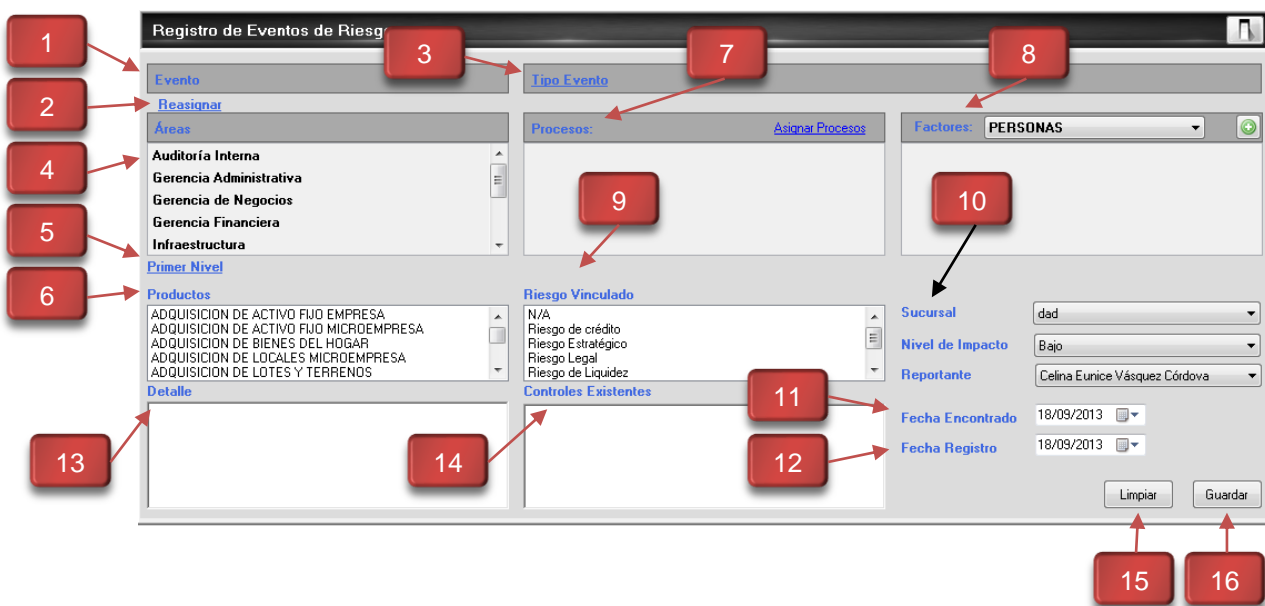 Registro de Eventos de Riesgo
1
3
7
8
Evento
Tipo Evento
2
Reasignar
Áreas
Procesos:
Asignar Procesos
Factores:
PERSONAS
4
Auditoría Interna
Gerencia Administrativa
Gerencia de Negocios
Gerencia Financiera
Infraestructura
9
10
5
Primer Nivel
6
Productos
ADQUISICION DE ACTIVO FIJO EMPRESA
ADQUISICION DE ACTIVO FIJO MICROEMPRESA
ADQUISICION DE BIENES DEL HOGAR
ADQUISICION DE LOCALES MICROEMPRESA
ADQUISICION DE LOTES Y TERRENOS
Riesgo Vinculado
N/A
Riesgo de crédito
Riesgo Estratégico
Riesgo Legal
Riesgo de Liquidez
Sucursal
dad
Nivel de Impacto
Bajo
Reportante
Celina Eunice Vásquez Córdova
Detalle
Controles Existentes
11
Fecha Encontrado
18/09/2013
12
Fecha Registro
18/09/2013
13
14
Limpiar
Guardar
15
16